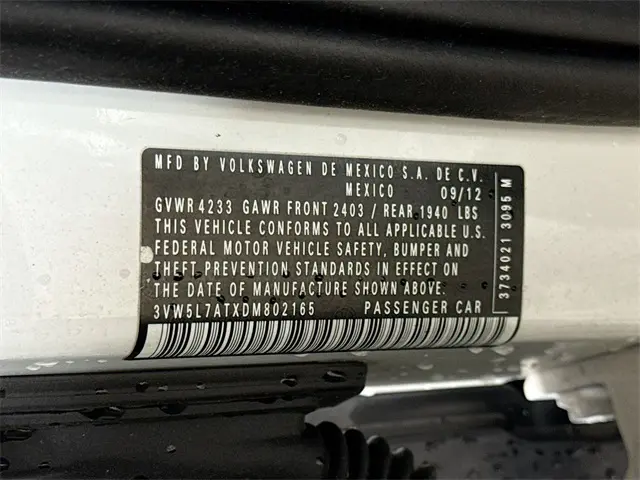 MFD BY VOLKSWAGEN DE MEXICO S.A. DE C.V.
MEXICO 09/12
GVWR 4233 GAWR FRONT 2403 / REAR 1940 LBS
THIS VEHICLE CONFORMS TO ALL APPLICABLE U.S.
FEDERAL MOTOR VEHICLE SAFETY, BUMPER AND
THEFT PREVENTION STANDARDS IN EFFECT ON
THE DATE OF MANUFACTURE SHOWN ABOVE.
3VW5L7ATXDM802165 PASSENGER CAR
3734021 3095 M